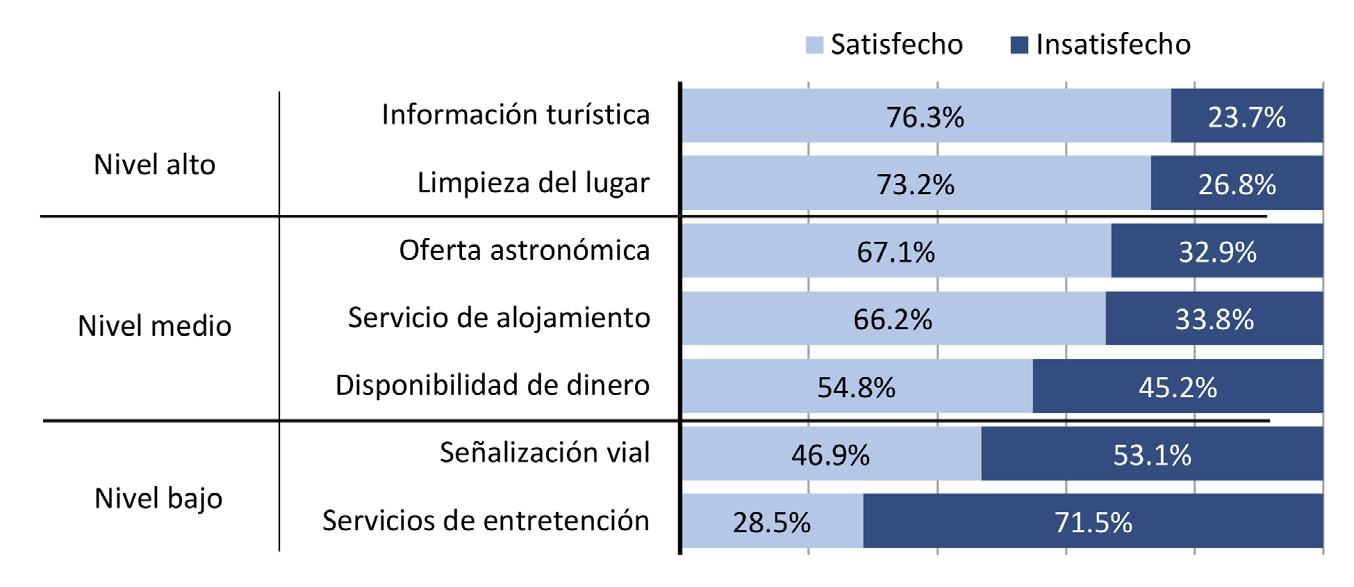 Satisfecho Insatisfecho
Nivel alto
Información turística 76.3% 23.7%
Limpieza del lugar 73.2% 26.8%
Nivel medio
Oferta astronómica 67.1% 32.9%
Servicio de alojamiento 66.2% 33.8%
Disponibilidad de dinero 54.8% 45.2%
Nivel bajo
Señalización vial 46.9% 53.1%
Servicios de entretención 28.5% 71.5%